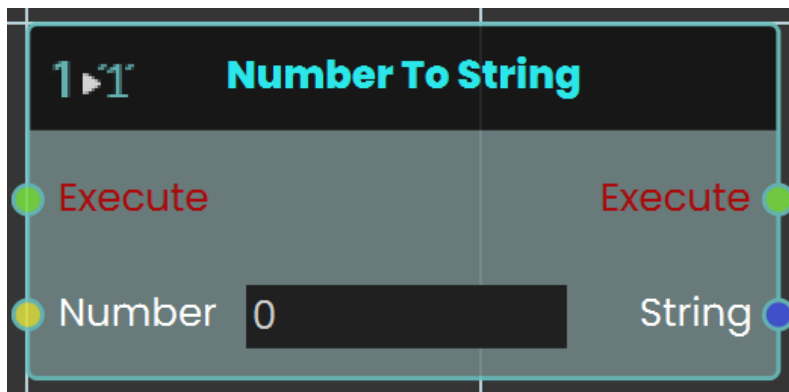 1▸"1" Number To String
Execute Execute
Number 0 String